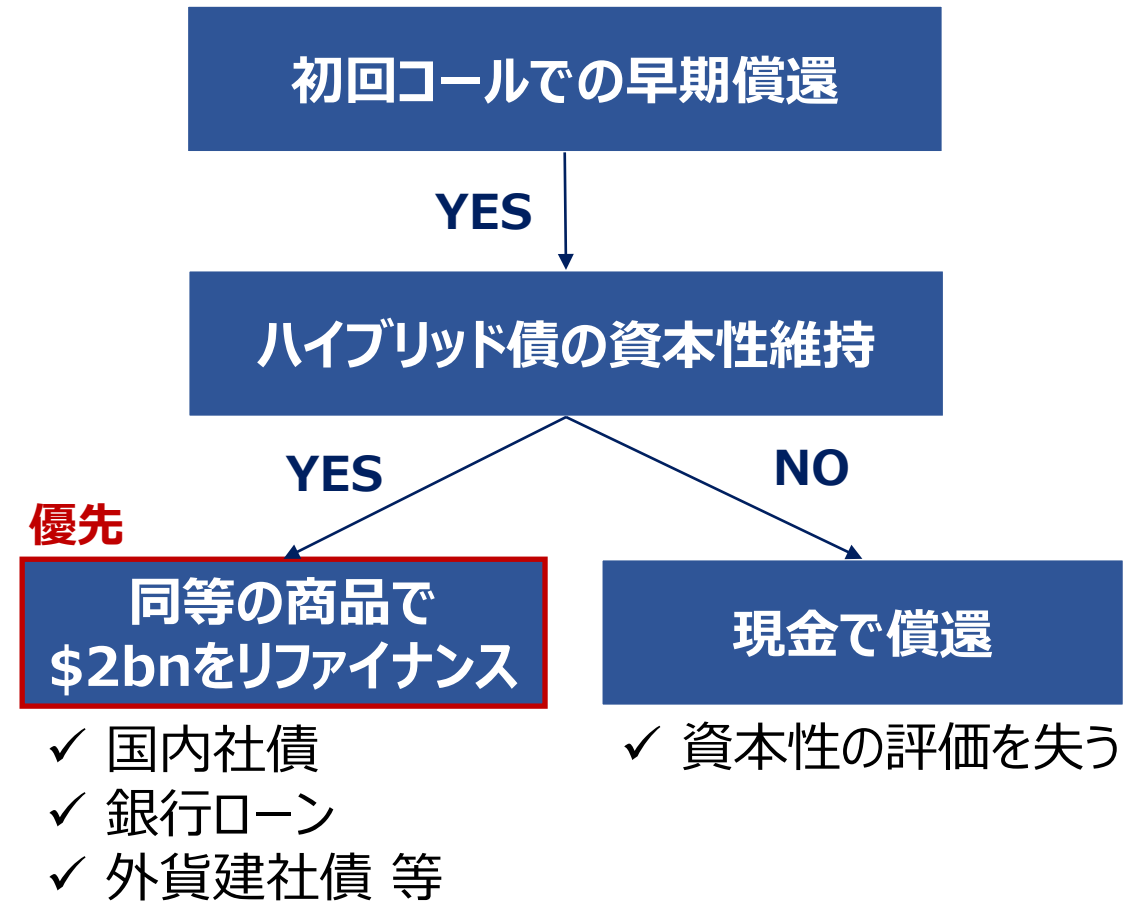 初回コールでの早期償還
YES
ハイブリッド債の資本性維持
YES
NO
優先
同等の商品で
$2bnをリファイナンス
現金で償還
✓ 国内社債
✓ 銀行ローン
✓ 外貨建社債 等
✓ 資本性の評価を失う